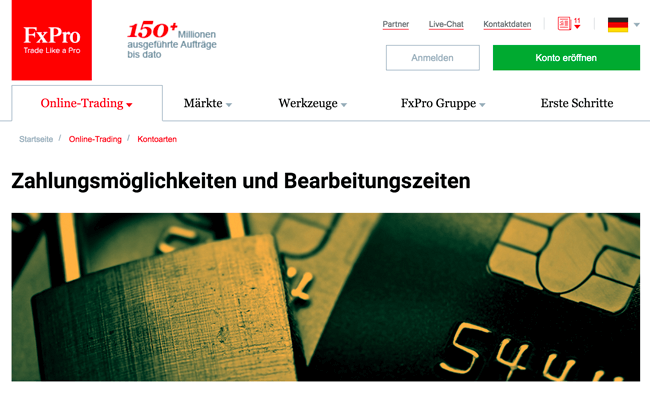 FxPro
Trade Like a Pro
150+ Millionen
ausgeführte Aufträge
bis dato
Partner
Live-Chat
Kontaktdaten
11
Anmelden
Konto eröffnen
Online-Trading
Märkte
Werkzeuge
FxPro Gruppe
Erste Schritte
Startseite / Online-Trading / Kontoarten
Zahlungsmöglichkeiten und Bearbeitungszeiten
544